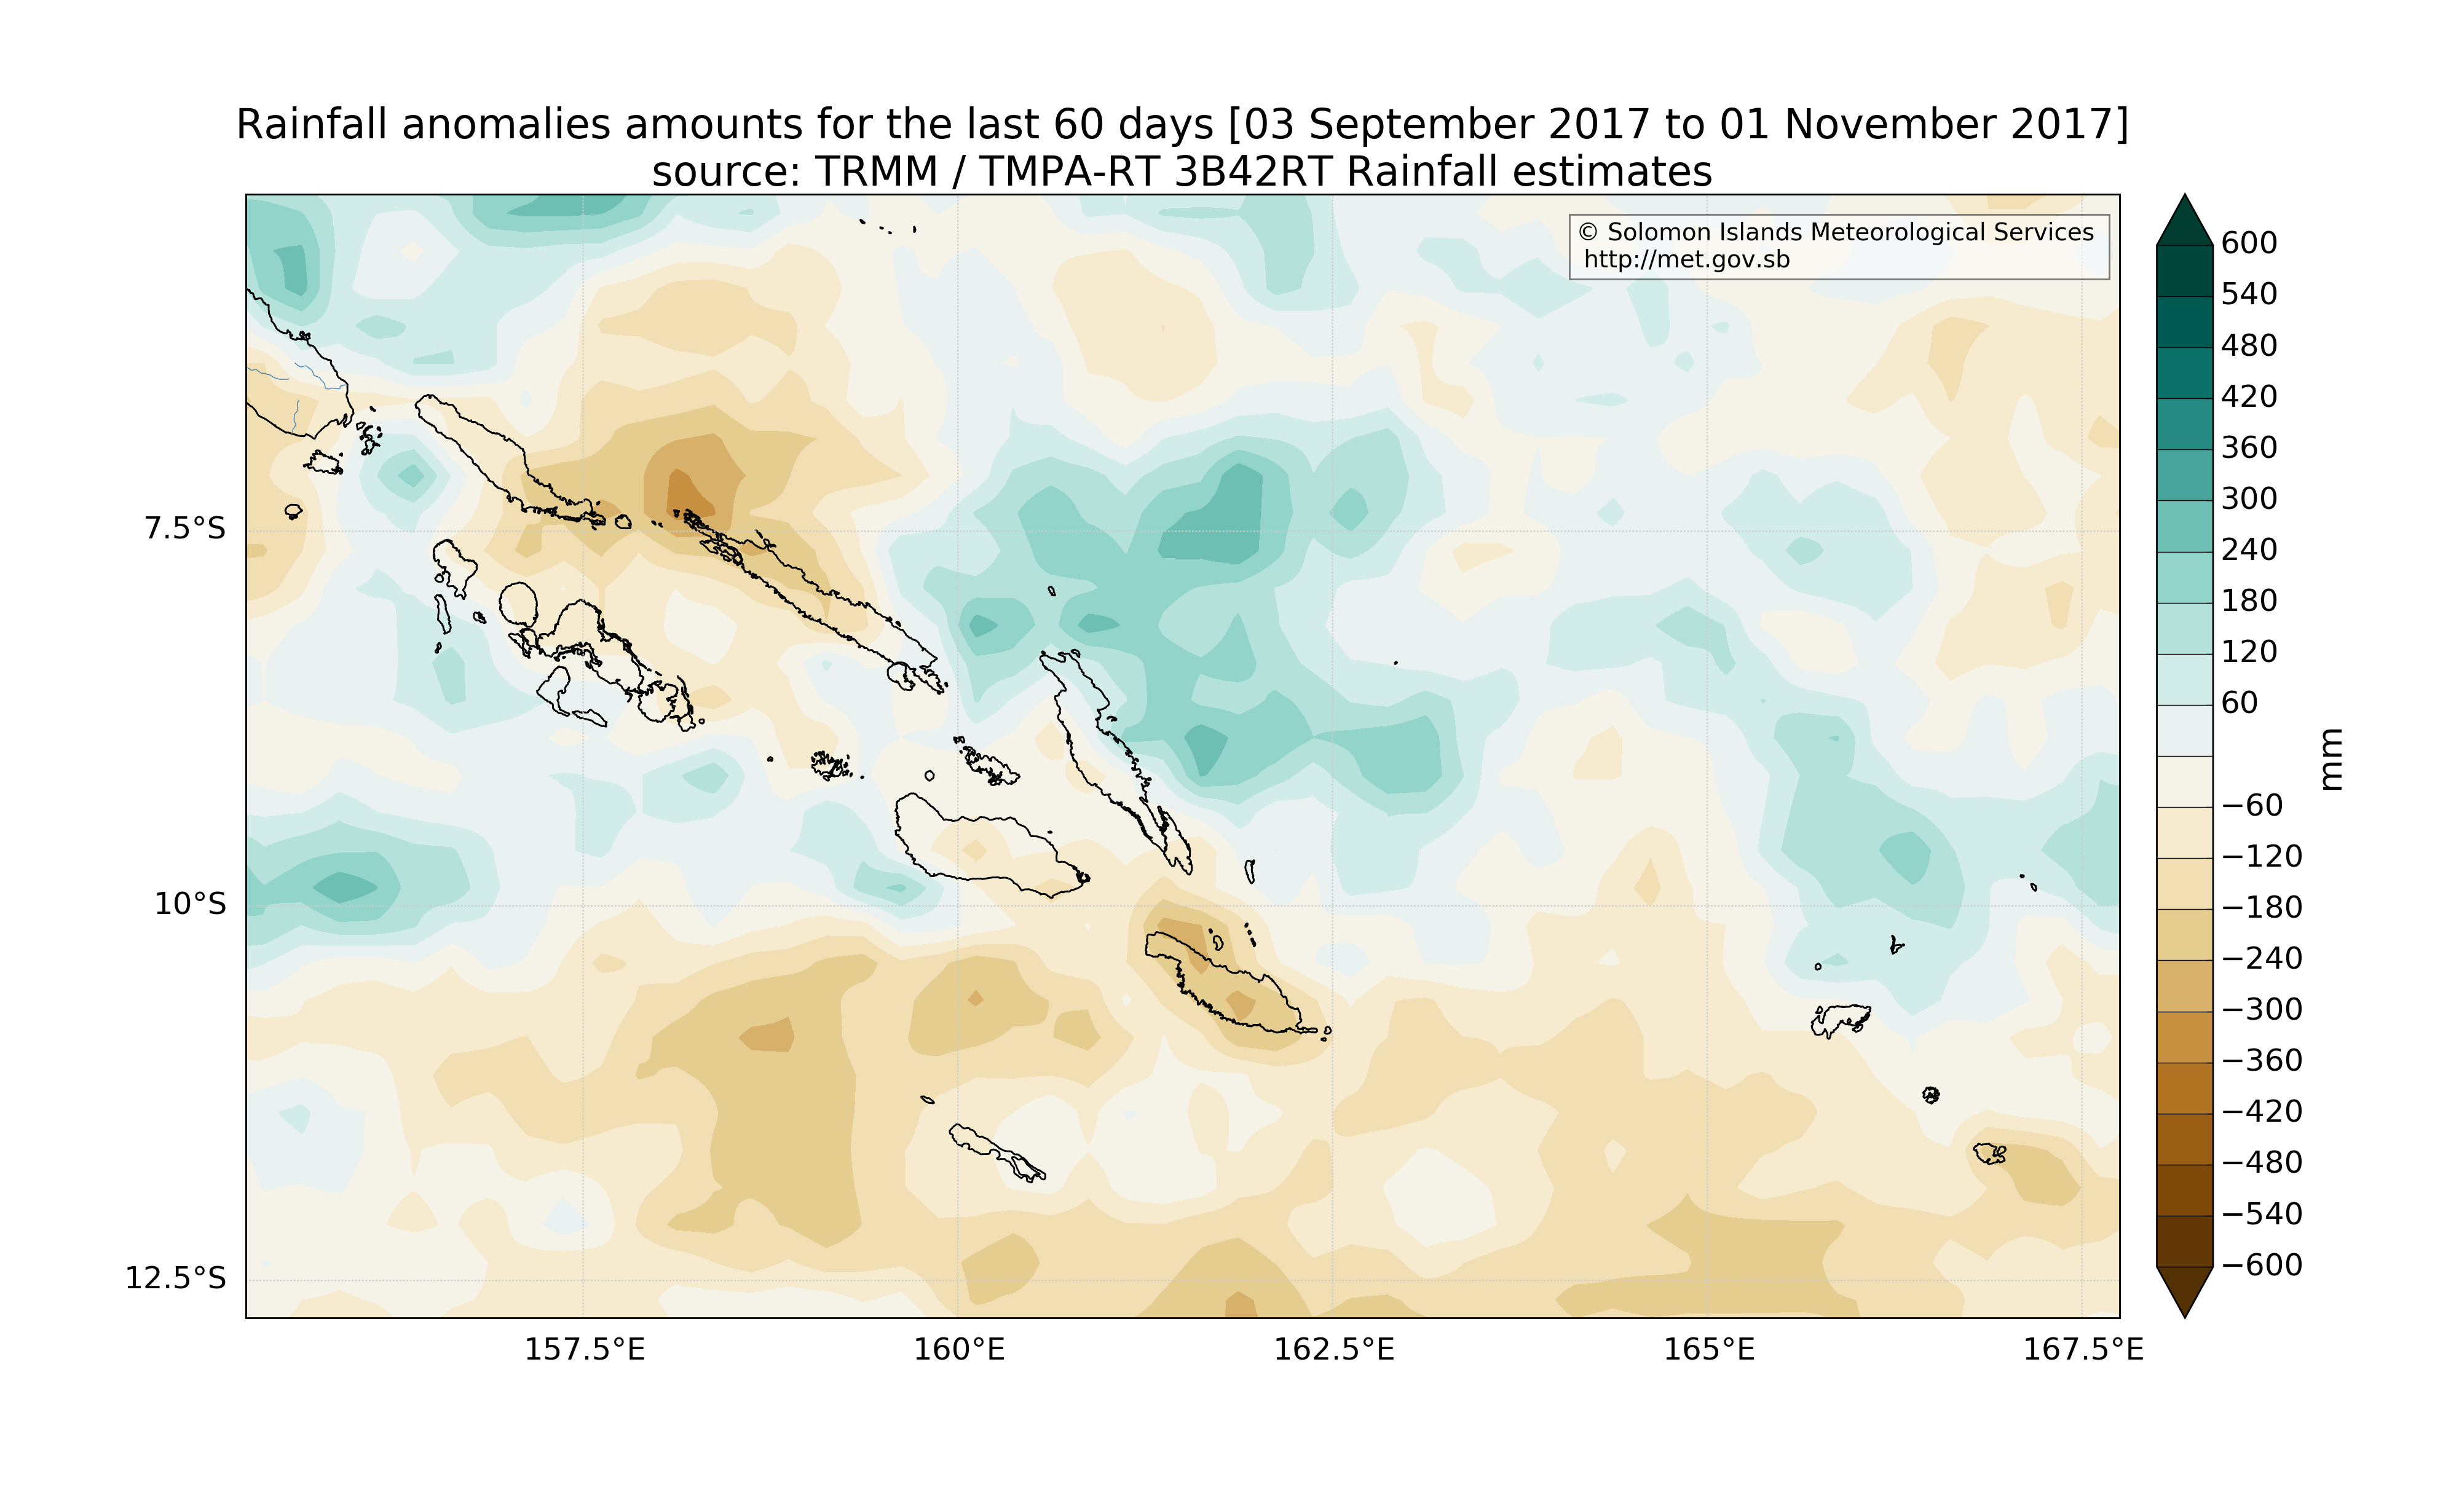 Rainfall anomalies amounts for the last 60 days [03 September 2017 to 01 November 2017]
source: TRMM / TMPA-RT 3B42RT Rainfall estimates
© Solomon Islands Meteorological Services
http://met.gov.sb
7.5°S
10°S
12.5°S
157.5°E
160°E
162.5°E
165°E
167.5°E
600
540
480
420
360
300
240
180
120
60
−60
−120
−180
−240
−300
−360
−420
−480
−540
−600
mm